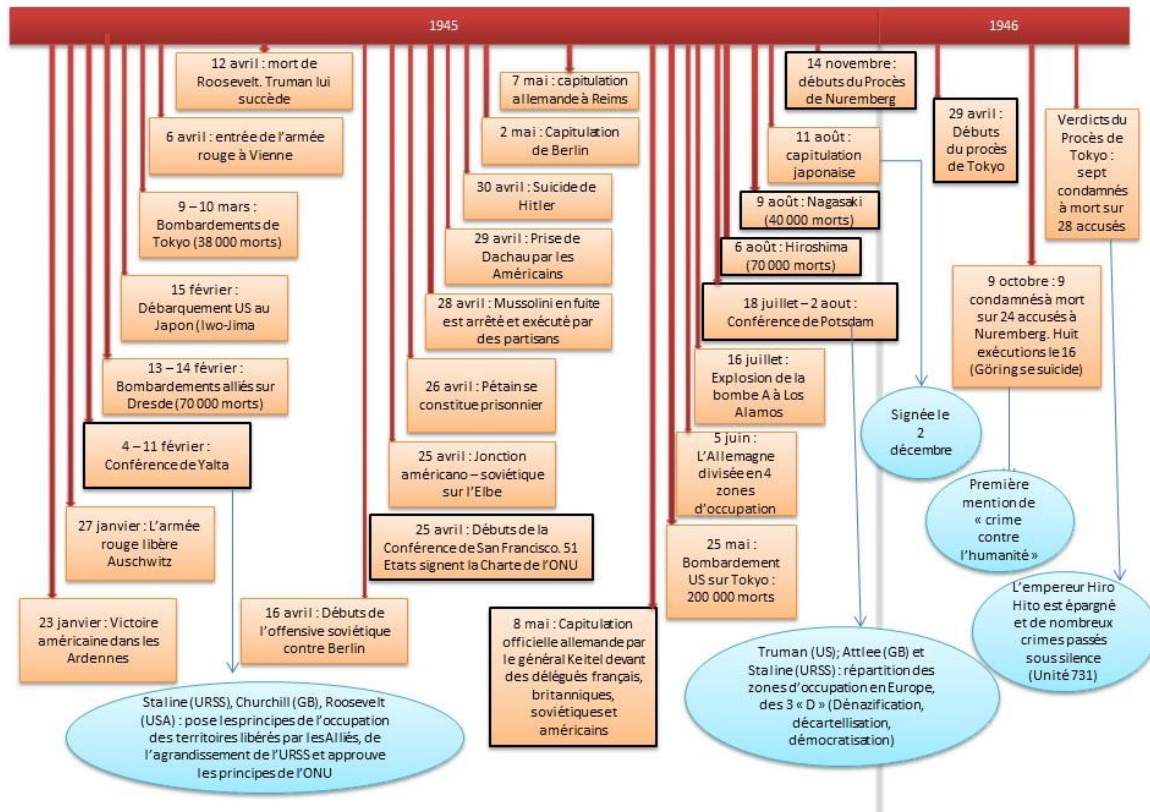 1945
1946
12 avril : mort de
Roosevelt. Truman lui
succède
6 avril : entrée de l'armée
rouge à Vienne
9 – 10 mars :
Bombardements de
Tokyo (38 000 morts)
15 février :
Débarquement US au
Japon (Iwo-Jima
13 – 14 février :
Bombardements alliés sur
Dresde (70 000 morts)
4 – 11 février :
Conférence de Yalta
27 janvier : L'armée
rouge libère
Auschwitz
23 janvier : Victoire
américaine dans les
Ardennes
Staline (URSS), Churchill (GB), Roosevelt
(USA) : pose les principes de l'occupation
des territoires libérés par les Alliés, de
de l'agrandissement de l'URSS et approuve
les principes de l'ONU
7 mai : capitulation
allemande à Reims
2 mai : Capitulation
de Berlin
30 avril : Suicide de
Hitler
29 avril : Prise de
Dachau par les
Américains
28 avril : Mussolini en fuite
est arrêté et exécuté par
des partisans
26 avril : Pétain se
constitue prisonnier
25 avril : Jonction
américano – soviétique
sur l'Elbe
25 avril : Débuts de la
Conférence de San Francisco. 51
Etats signent la Charte de l'ONU
16 avril : Débuts de
l'offensive soviétique
contre Berlin
8 mai : Capitulation
officielle allemande par
le général Keitel devant
des délégués français,
britanniques,
soviétiques et
américains
14 novembre :
débuts du Procès
de Nuremberg
11 août :
capitulation
japonaise
9 août : Nagasaki
(40 000 morts)
6 août : Hiroshima
(70 000 morts)
18 juillet – 2 aout :
Conférence de Potsdam
16 juillet :
Explosion de la
bombe A à Los
Alamos
5 juin :
L'Allemagne
divisée en 4
zones
d'occupation
25 mai :
Bombardement
US sur Tokyo :
200 000 morts
Truman (US); Attlee (GB) et
Staline (URSS) : répartition des
zones d'occupation en Europe,
des 3 « D » (Dénazification,
décartellisation,
démocratisation)
29 avril :
Débuts
du procès
de Tokyo
Verdicts du
Procès de
Tokyo :
sept
condamnés
à mort sur
28 accusés
9 octobre : 9
condamnés à mort
sur 24 accusés à
Nuremberg. Huit
exécutions le 16
(Göring se suicide)
Signée le
2
décembre
Première
mention de
« crime
contre
l'humanité »
L'empereur Hiro
Hito est épargné
et de nombreux
crimes passés
sous silence
(Unité 731)